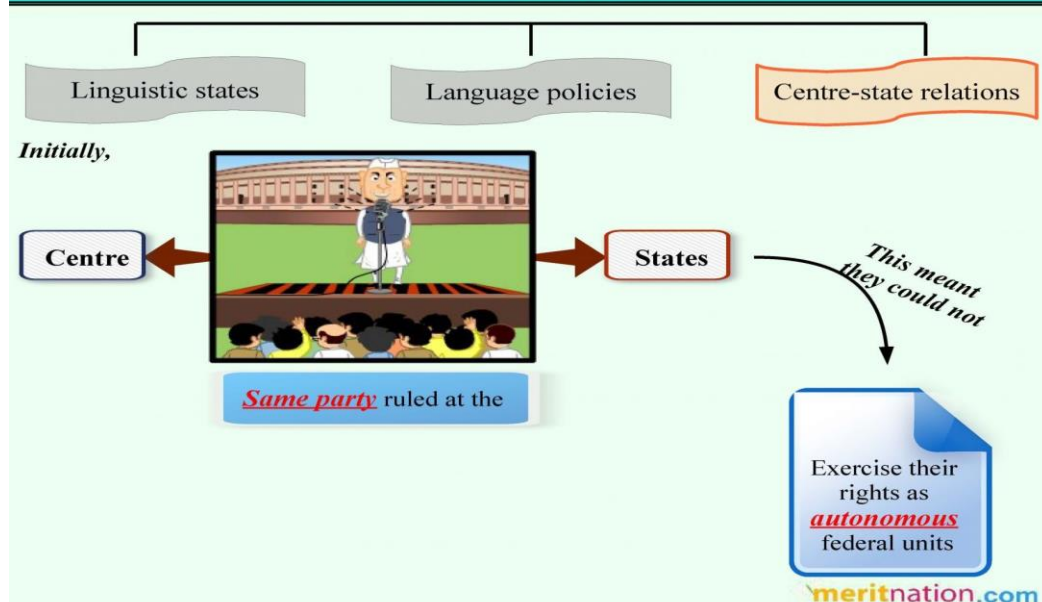 Linguistic states
Language policies
Centre-state relations
Initially,
Centre
States
This meant
they could not
Same party ruled at the
Exercise their
rights as
autonomous
federal units
meritnation.com